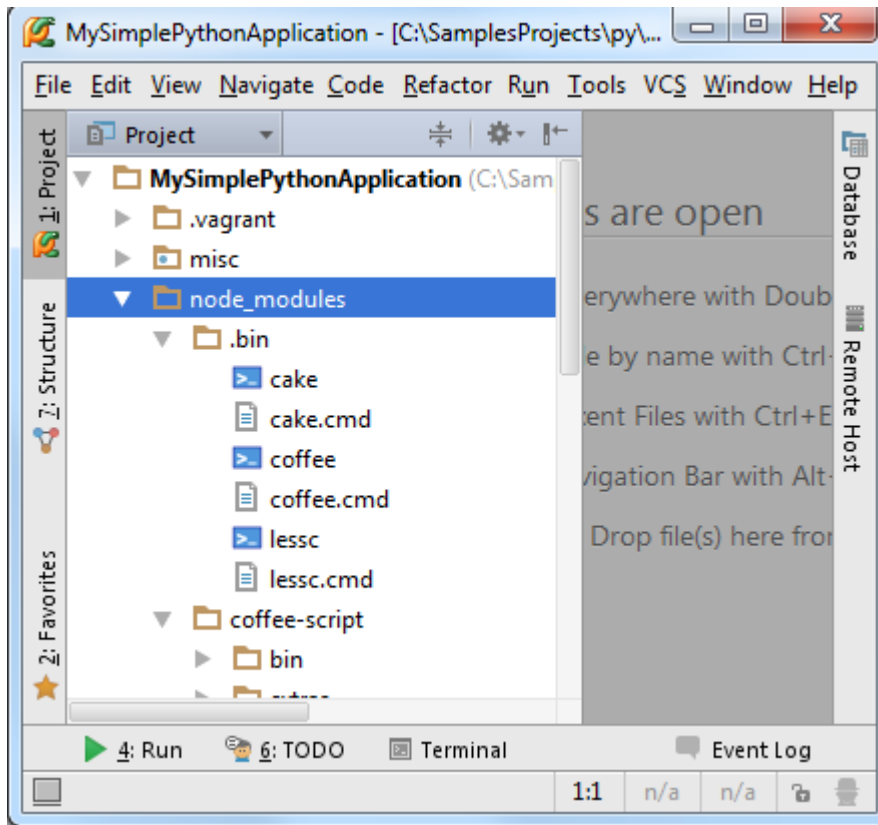 MySimplePythonApplication - [C:\SamplesProjects\py\...
File Edit View Navigate Code Refactor Run Tools VCS Window Help
1: Project
7: Structure
2: Favorites
Project
MySimplePythonApplication (C:\Sam
.vagrant
misc
node_modules
.bin
cake
cake.cmd
coffee
coffee.cmd
lessc
lessc.cmd
coffee-script
bin
s are open
erywhere with Doub
e by name with Ctrl-
ent Files with Ctrl+E
vigation Bar with Alt-
Drop file(s) here from
Database
Remote Host
4: Run 6: TODO Terminal Event Log
1:1 n/a n/a